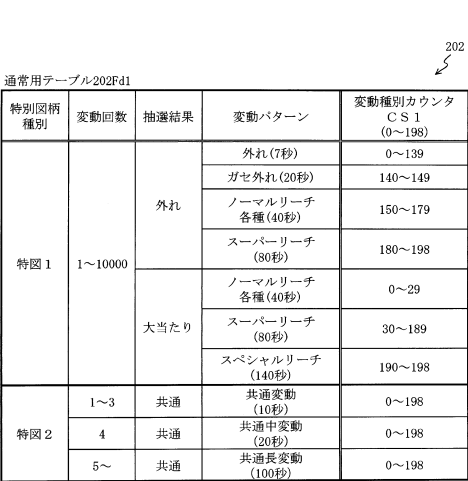 202
通常用テーブル202Fd1
特別図柄
種別
変動回数
抽選結果
変動パターン
変動種別カウンタ
CS1
(0～198)
特図1
1～10000
外れ
外れ(7秒)
0～139
ガセ外れ(20秒)
140～149
ノーマルリーチ
各種(40秒)
150～179
スーパーリーチ
(80秒)
180～198
大当たり
ノーマルリーチ
各種(40秒)
0～29
スーパーリーチ
(80秒)
30～189
スペシャルリーチ
(140秒)
190～198
特図2
1～3
共通
共通変動
(10秒)
0～198
4
共通
共通中変動
(20秒)
0～198
5～
共通
共通長変動
(100秒)
0～198